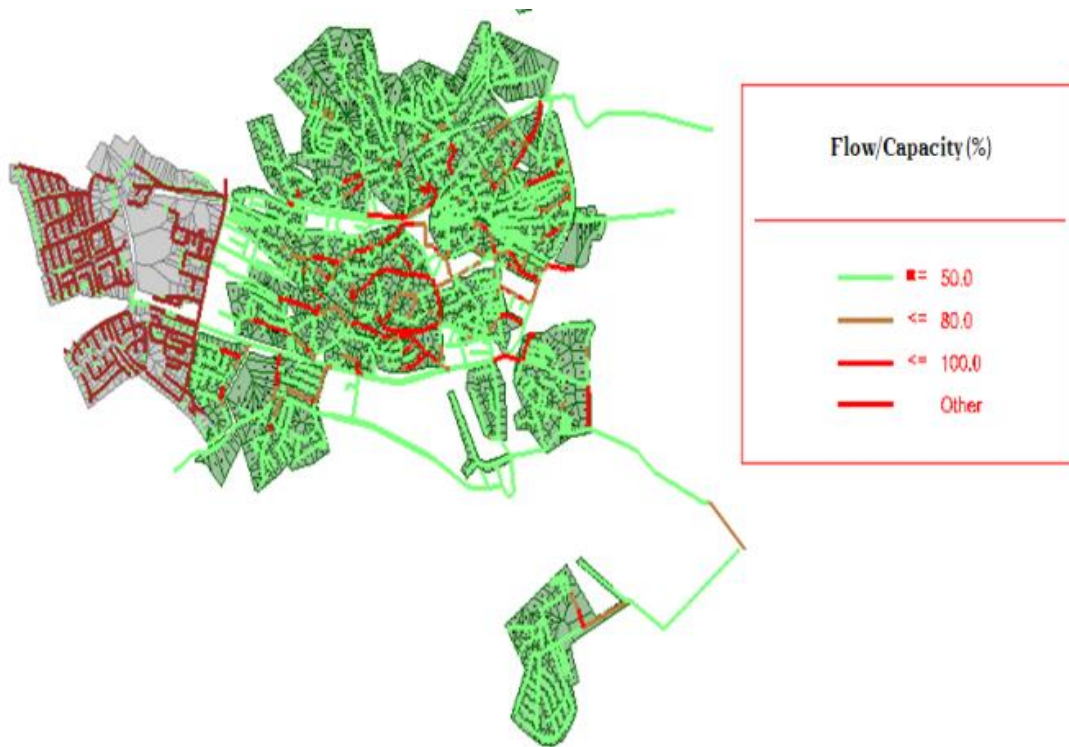 Flow/Capacity (%)
<= 50.0
<= 80.0
<= 100.0
Other